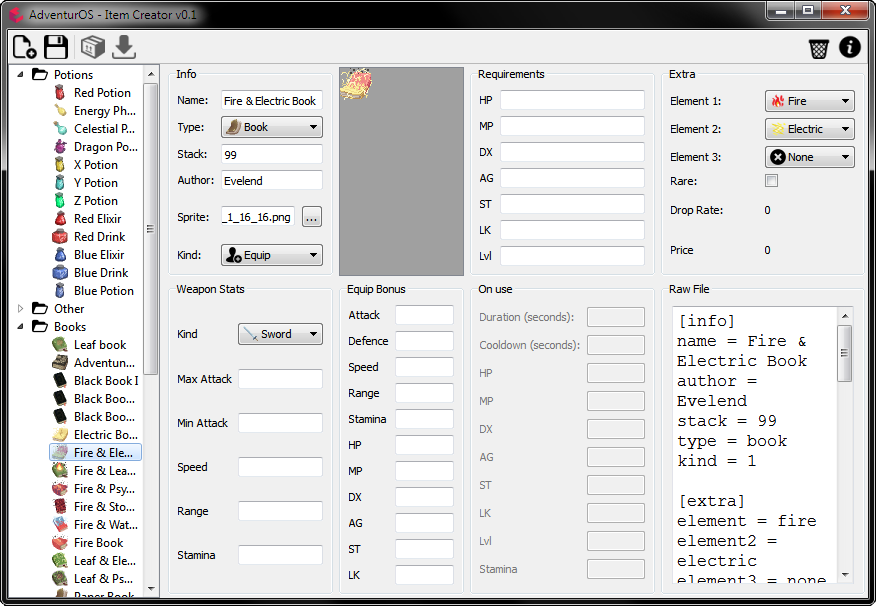 AdventurOS - Item Creator v0.1
Potions
Red Potion
Energy Ph...
Celestial P...
Dragon Po...
X Potion
Y Potion
Z Potion
Red Elixir
Red Drink
Blue Elixir
Blue Drink
Blue Potion
Other
Books
Leaf book
Adventun...
Black Book I
Black Boo...
Black Boo...
Electric Bo...
Fire & Ele...
Fire & Lea...
Fire & Psy...
Fire & Sto...
Fire & Wat...
Fire Book
Leaf & Ele...
Leaf & Ps...
Paper Book
Info
Name: Fire & Electric Book
Type: Book
Stack: 99
Author: Evelend
Sprite: _1_16_16.png ...
Kind: Equip
Requirements
HP
MP
DX
AG
ST
LK
Lvl
Extra
Element 1: Fire
Element 2: Electric
Element 3: None
Rare:
Drop Rate: 0
Price 0
Weapon Stats
Kind Sword
Max Attack
Min Attack
Speed
Range
Stamina
Equip Bonus
Attack
Defence
Speed
Range
Stamina
HP
MP
DX
AG
ST
LK
On use
Duration (seconds):
Cooldown (seconds):
HP
MP
DX
AG
ST
LK
Lvl
Stamina
Raw File
[info]
name = Fire &
Electric Book
author =
Evelend
stack = 99
type = book
kind = 1
[extra]
element = fire
element2 =
electric
element3 = none